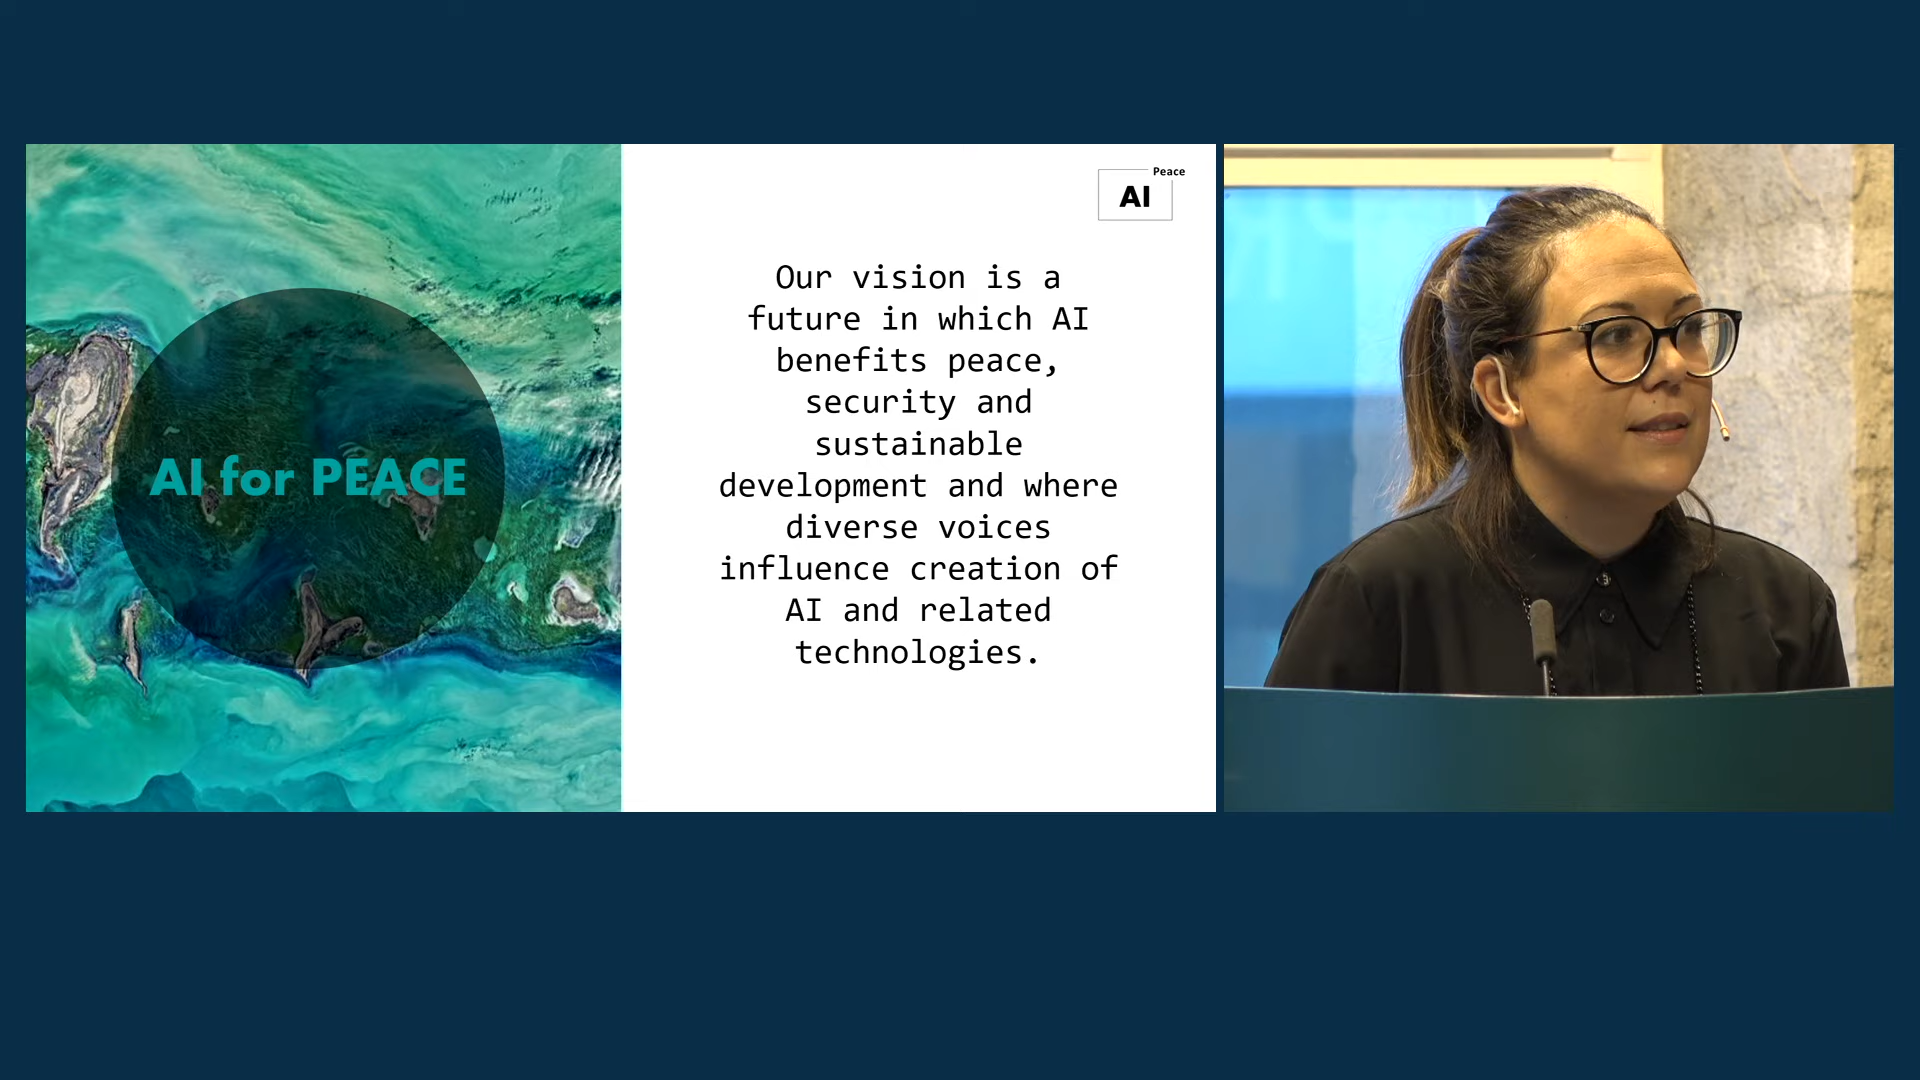 AI for PEACE
Peace
AI
Our vision is a
future in which AI
benefits peace,
security and
sustainable
development and where
diverse voices
influence creation of
AI and related
technologies.